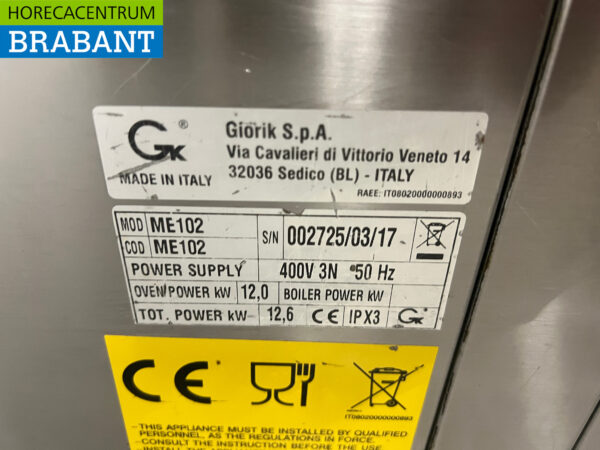 HORECACENTRUM
BRABANT
GK ®
MADE IN ITALY
Giorik S.p.A.
Via Cavalieri di Vittorio Veneto 14
32036 Sedico (BL) - ITALY
RAEE: IT08020000000893
MOD ME102
COD ME102
S/N 002725/03/17
POWER SUPPLY 400V 3N 50 Hz
OVEN/POWER kW 12,0 BOILER POWER kW
TOT. POWER kW 12,6 CE IPX3 GK
CE
IT08020000000893
-THIS APPLIANCE MUST BE INSTALLED BY QUALIFIED
PERSONNEL, AS THE REGULATIONS IN FORCE.
-CONSULT THE INSTRUCTION BEFORE THE USE